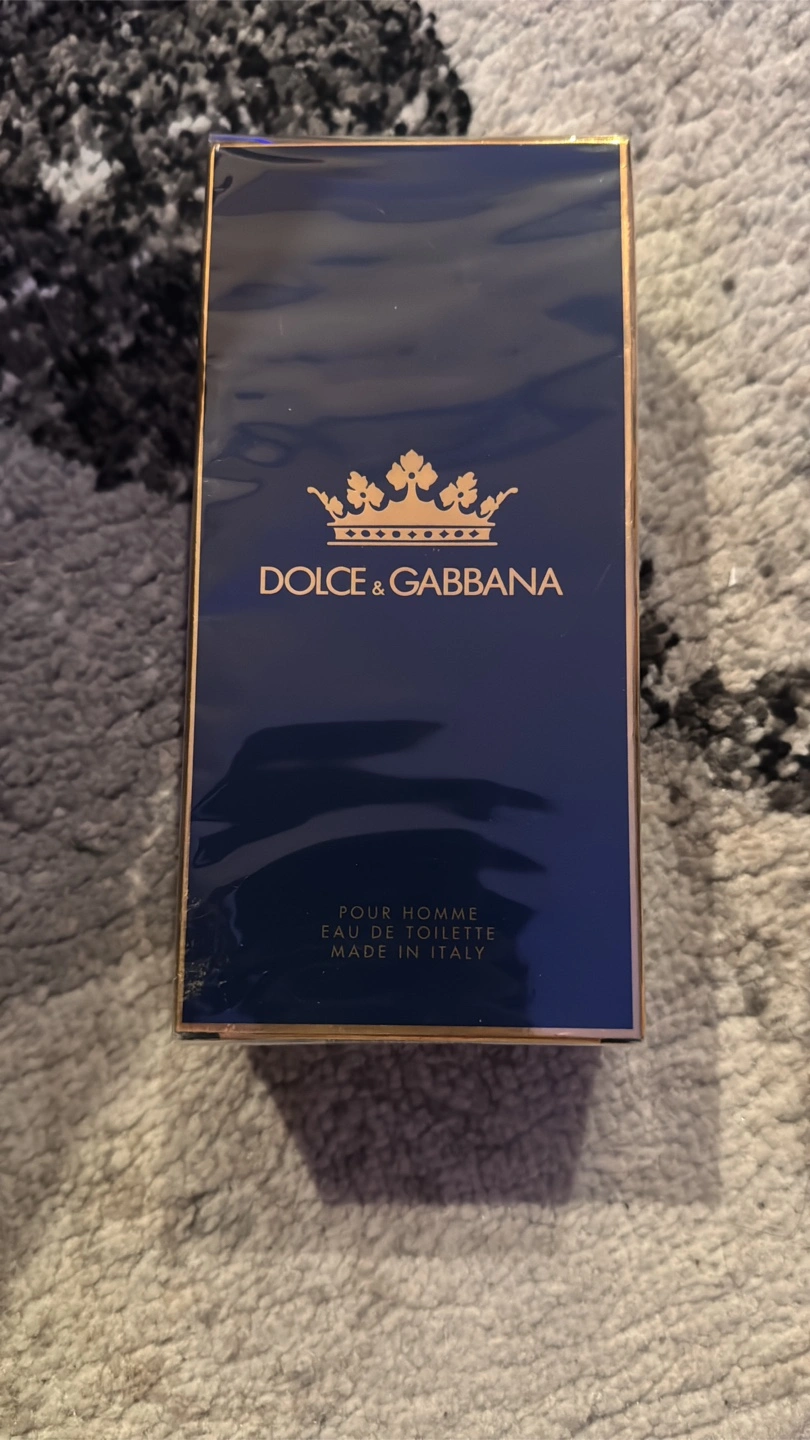 DOLCE & GABBANA
POUR HOMME
EAU DE TOILETTE
MADE IN ITALY